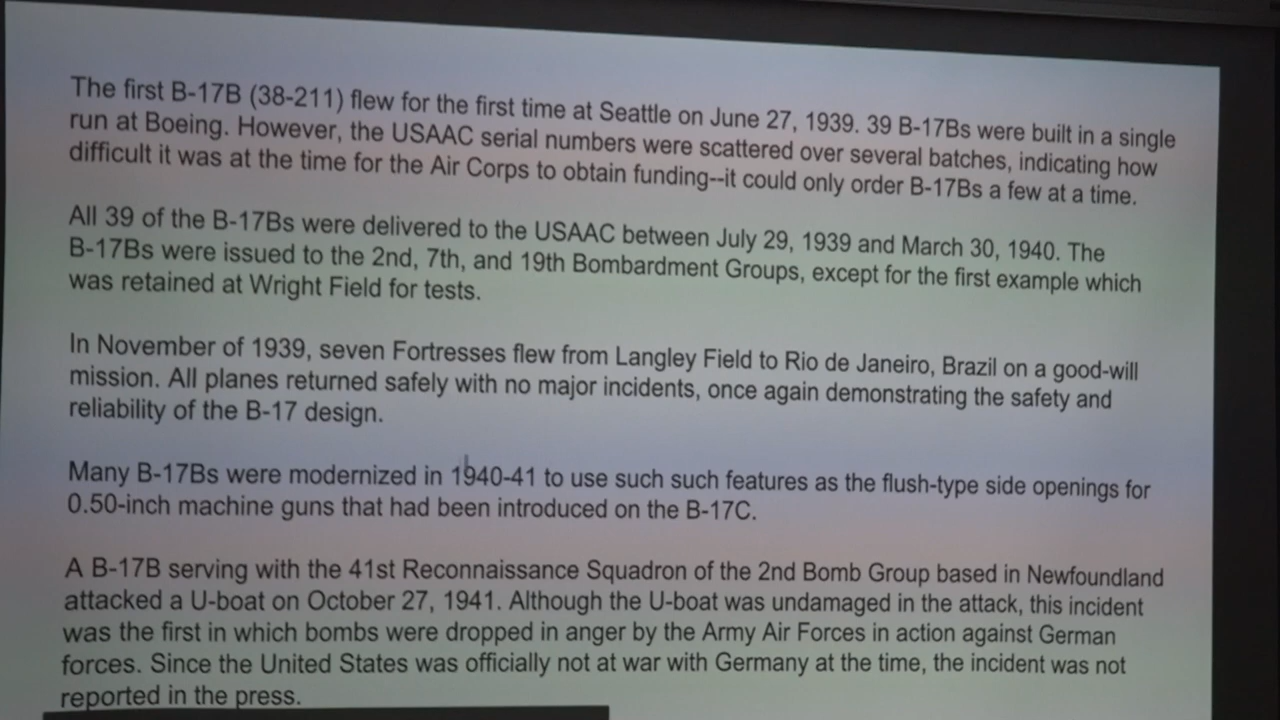 The first B-17B (38-211) flew for the first time at Seattle on June 27, 1939. 39 B-17Bs were built in a single
run at Boeing. However, the USAAC serial numbers were scattered over several batches, indicating how
difficult it was at the time for the Air Corps to obtain funding--it could only order B-17Bs a few at a time.
All 39 of the B-17Bs were delivered to the USAAC between July 29, 1939 and March 30, 1940. The
B-17Bs were issued to the 2nd, 7th, and 19th Bombardment Groups, except for the first example which
was retained at Wright Field for tests.
In November of 1939, seven Fortresses flew from Langley Field to Rio de Janeiro, Brazil on a good-will
mission. All planes returned safely with no major incidents, once again demonstrating the safety and
reliability of the B-17 design.
Many B-17Bs were modernized in 1940-41 to use such such features as the flush-type side openings for
0.50-inch machine guns that had been introduced on the B-17C.
A B-17B serving with the 41st Reconnaissance Squadron of the 2nd Bomb Group based in Newfoundland
attacked a U-boat on October 27, 1941. Although the U-boat was undamaged in the attack, this incident
was the first in which bombs were dropped in anger by the Army Air Forces in action against German
forces. Since the United States was officially not at war with Germany at the time, the incident was not
reported in the press.